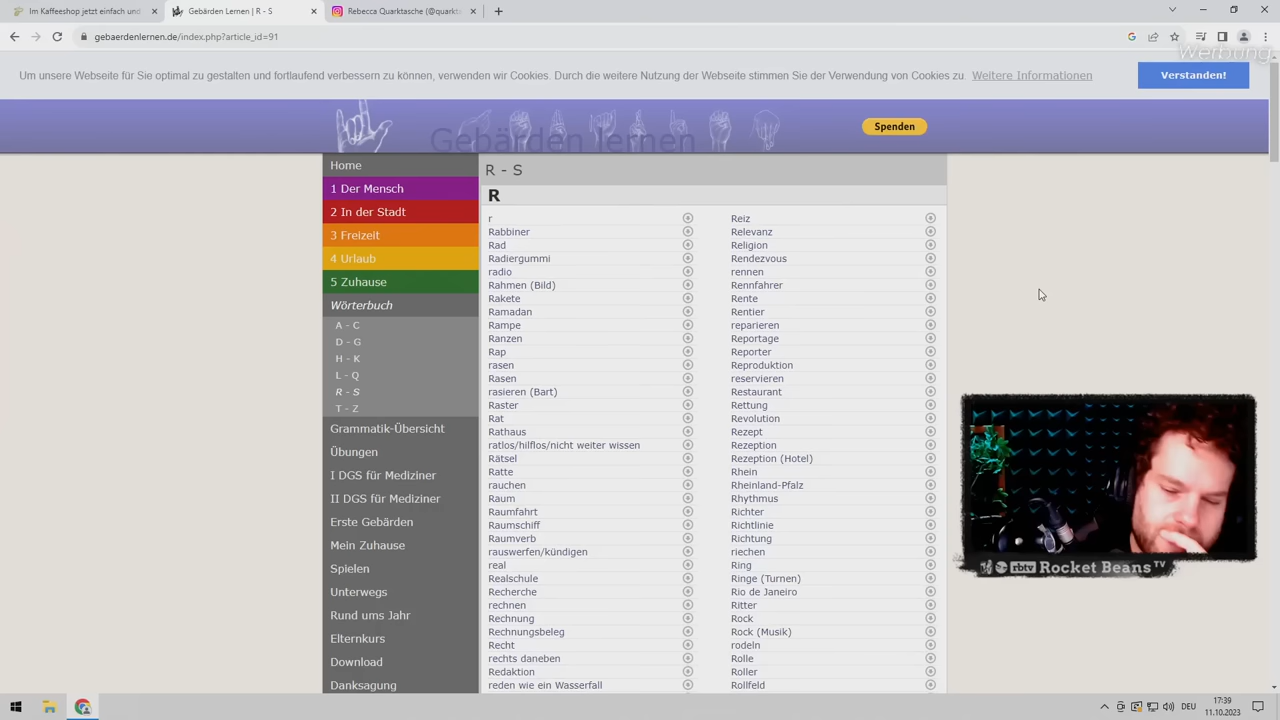 Im Kaffeeshop jetzt einfach und
Gebärden Lernen | R - S
Rebecca Quarktasche (@quarkta
gebaerdenlernen.de/index.php?article_id=91
Werbung
Um unsere Webseite für Sie optimal zu gestalten und fortlaufend verbessern zu können, verwenden wir Cookies. Durch die weitere Nutzung der Webseite stimmen Sie der Verwendung von Cookies zu. Weitere Informationen
Verstanden!
Gebärden lernen
Spenden
Home
1 Der Mensch
2 In der Stadt
3 Freizeit
4 Urlaub
5 Zuhause
Wörterbuch
A - C
D - G
H - K
L - Q
R - S
T - Z
Grammatik-Übersicht
Übungen
I DGS für Mediziner
II DGS für Mediziner
Erste Gebärden
Mein Zuhause
Spielen
Unterwegs
Rund ums Jahr
Elternkurs
Download
Danksagung
R - S
R
r
Rabbiner
Rad
Radiergummi
radio
Rahmen (Bild)
Rakete
Ramadan
Rampe
Ranzen
Rap
rasen
Rasen
rasieren (Bart)
Raster
Rat
Rathaus
ratlos/hilflos/nicht weiter wissen
Rätsel
Ratte
rauchen
Raum
Raumfahrt
Raumschiff
Raumverb
rauswerfen/kündigen
real
Realschule
Recherche
rechnen
Rechnung
Rechnungsbeleg
Recht
rechts daneben
Redaktion
reden wie ein Wasserfall
Reiz
Relevanz
Religion
Rendezvous
rennen
Rennfahrer
Rente
Rentier
reparieren
Reportage
Reporter
Reproduktion
reservieren
Restaurant
Rettung
Revolution
Rezept
Rezeption
Rezeption (Hotel)
Rhein
Rheinland-Pfalz
Rhythmus
Richter
Richtlinie
Richtung
riechen
Ring
Ringe (Turnen)
Rio de Janeiro
Ritter
Rock
Rock (Musik)
rodeln
Rolle
Roller
Rollfeld
rbtv Rocket Beans TV
DEU
17:39
11.10.2023